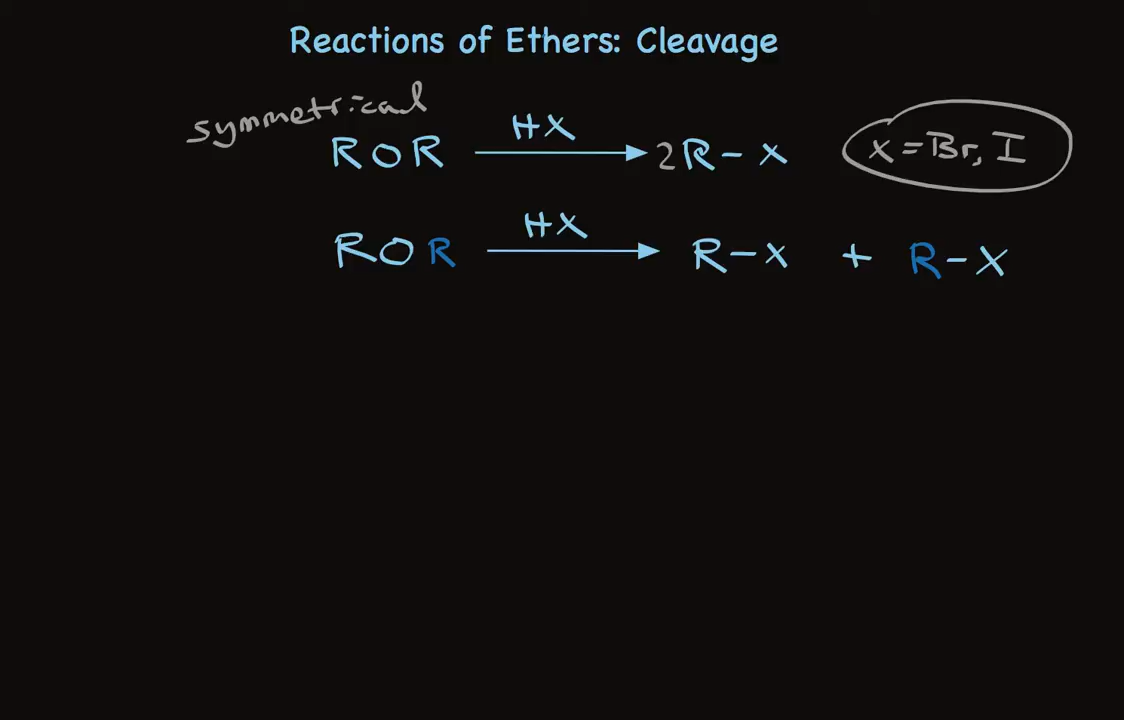 Reactions of Ethers: Cleavage
symmetrical
ROR HX 2R-X X=Br, I
ROR HX R-X + R-X